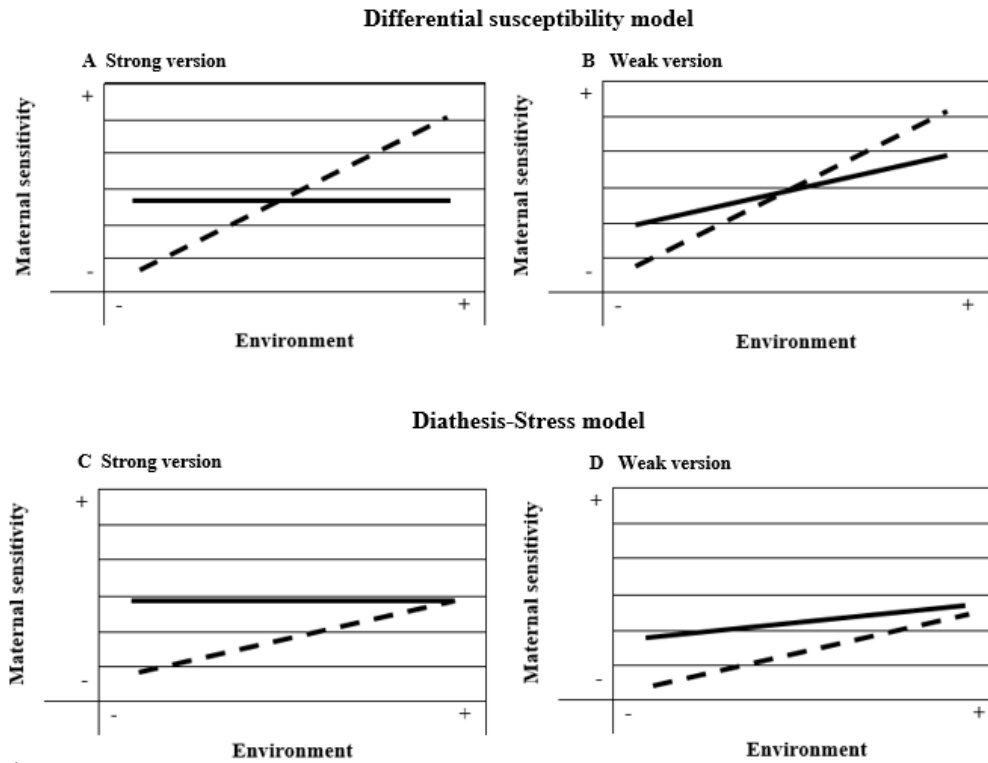 Differential susceptibility model
A Strong version
B Weak version
+
Maternal sensitivity
-
-
+
Environment
+
Maternal sensitivity
-
-
+
Environment
Diathesis-Stress model
C Strong version
D Weak version
+
Maternal sensitivity
-
-
+
Environment
+
Maternal sensitivity
-
-
+
Environment